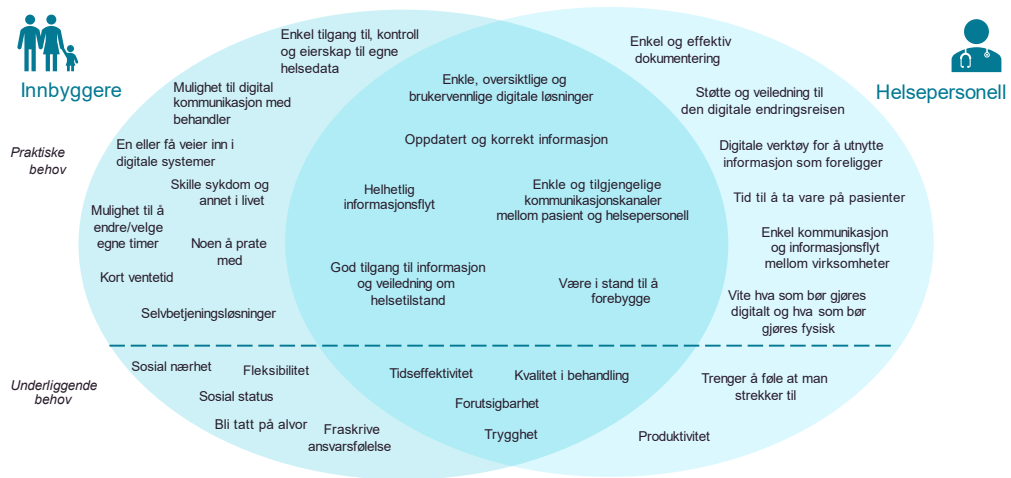 Innbyggere
Helsepersonell
Praktiske
behov
Underliggende
behov
Enkel tilgang til, kontroll
og eierskap til egne
helsedata
Mulighet til digital
kommunikasjon med
behandler
En eller få veier inn i
digitale systemer
Skille sykdom og
annet i livet
Mulighet til å
endre/velge
egne timer
Noen å prate
med
Kort ventetid
Selvbetjeningsløsninger
Enkle, oversiktlige og
brukervennlige digitale løsninger
Oppdatert og korrekt informasjon
Helhetlig
informasjonsflyt
Enkle og tilgjengelige
kommunikasjonskanaler
mellom pasient og helsepersonell
God tilgang til informasjon
og veiledning om
helsetilstand
Være i stand til å
forebygge
Enkel og effektiv
dokumentering
Støtte og veiledning til
den digitale endringsreisen
Digitale verktøy for å utnytte
informasjon som foreligger
Tid til å ta vare på pasienter
Enkel kommunikasjon
og informasjonsflyt
mellom virksomheter
Vite hva som bør gjøres
digitalt og hva som bør
gjøres fysisk
Sosial nærhet
Fleksibilitet
Sosial status
Bli tatt på alvor
Fraskrive
ansvarsfølelse
Tidseffektivitet
Kvalitet i behandling
Forutsigbarhet
Trygghet
Trenger å føle at man
strekker til
Produktivitet